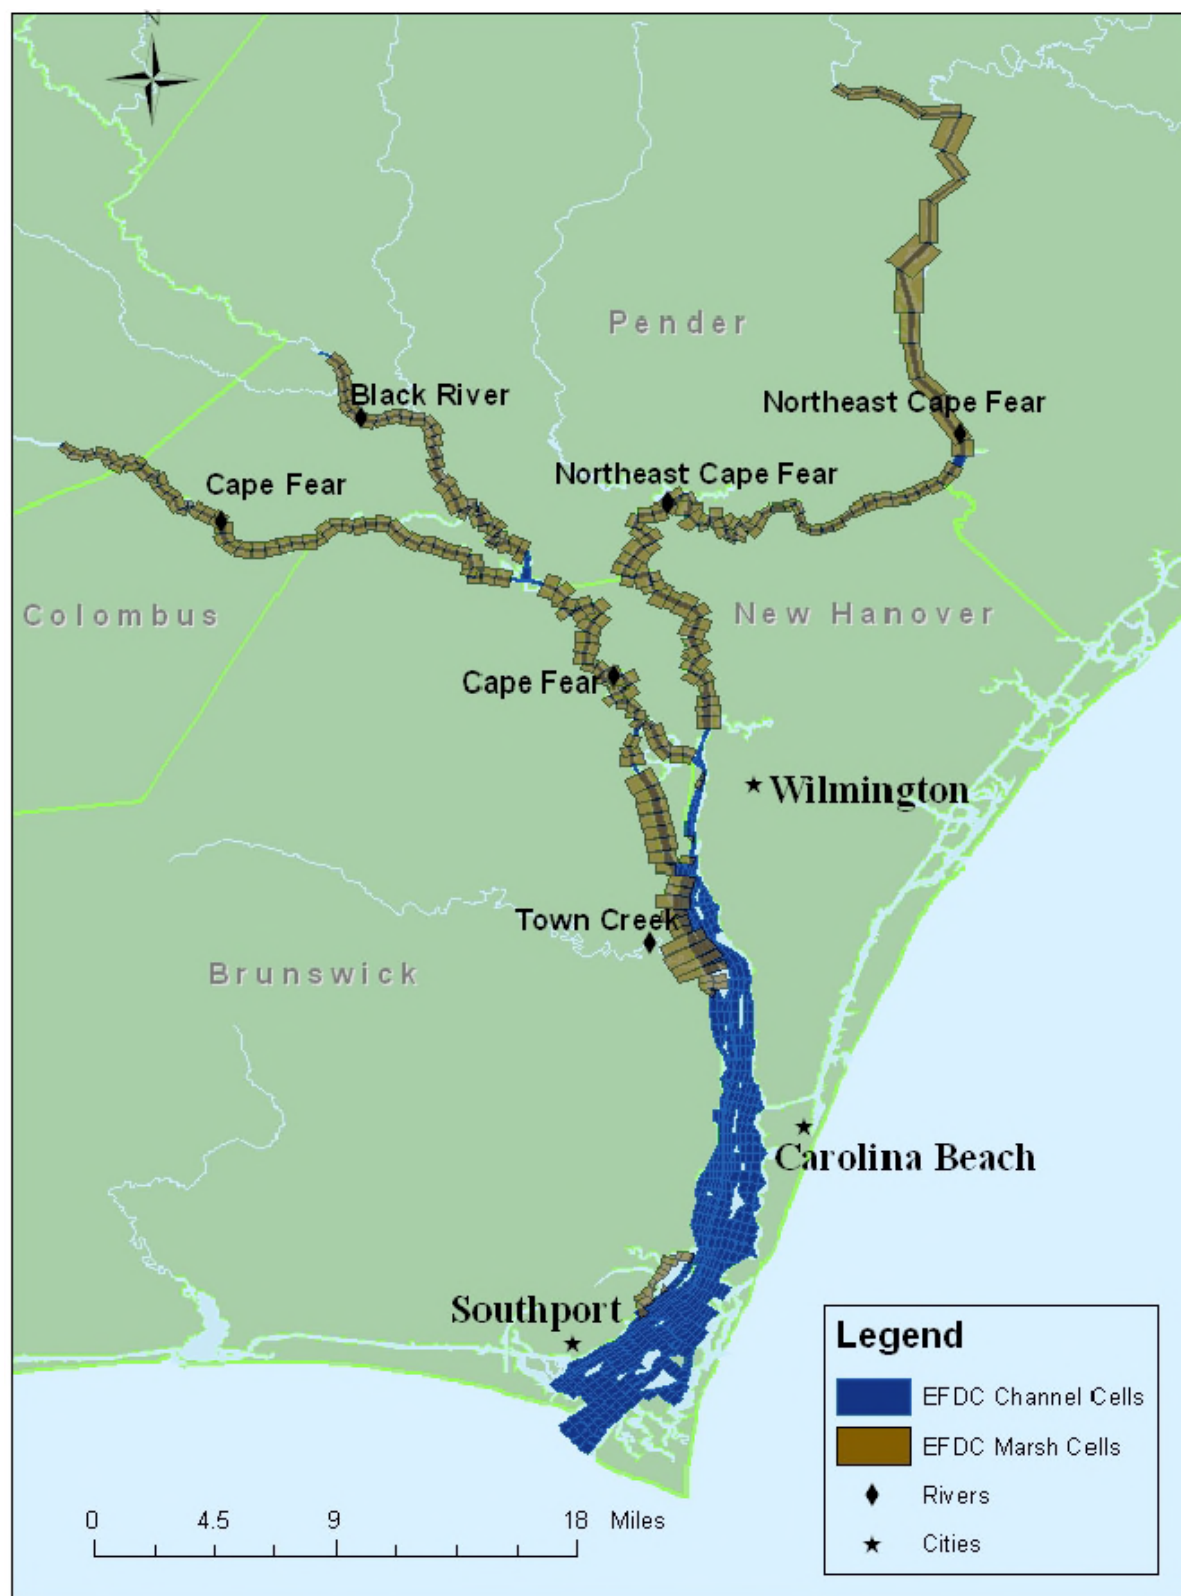 N
Pender
Black River
Northeast Cape Fear
Northeast Cape Fear
Cape Fear
Colombus
New Hanover
Cape Fear
Wilmington
Town Creek
Brunswick
Carolina Beach
Southport
Legend
EFDC Channel Cells
EFDC Marsh Cells
Rivers
Cities
0 4.5 9 18 Miles